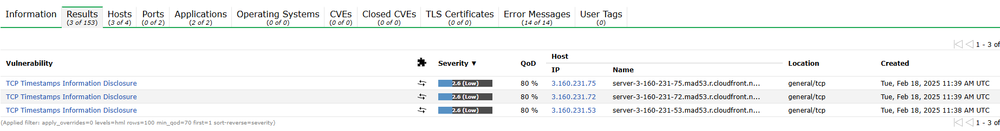 Information Results Hosts Ports Applications Operating Systems CVEs Closed CVEs TLS Certificates Error Messages User Tags
(3 of 153) (3 of 4) (0 of 2) (2 of 2) (0 of 0) (0 of 0) (0 of 0) (0 of 0) (14 of 14) (0)
1 - 3 of
Vulnerability Severity ▼ QoD Host Location Created
IP Name
TCP Timestamps Information Disclosure 2.6 (Low) 80 % 3.160.231.75 server-3-160-231-75.mad53.r.cloudfront.n... general/tcp Tue, Feb 18, 2025 11:39 AM UTC
TCP Timestamps Information Disclosure 2.6 (Low) 80 % 3.160.231.72 server-3-160-231-72.mad53.r.cloudfront.n... general/tcp Tue, Feb 18, 2025 11:39 AM UTC
TCP Timestamps Information Disclosure 2.6 (Low) 80 % 3.160.231.53 server-3-160-231-53.mad53.r.cloudfront.n... general/tcp Tue, Feb 18, 2025 11:38 AM UTC
(Applied filter: apply_overrides=0 levels=hml rows=100 min_qod=70 first=1 sort-reverse=severity) 1 - 3 of